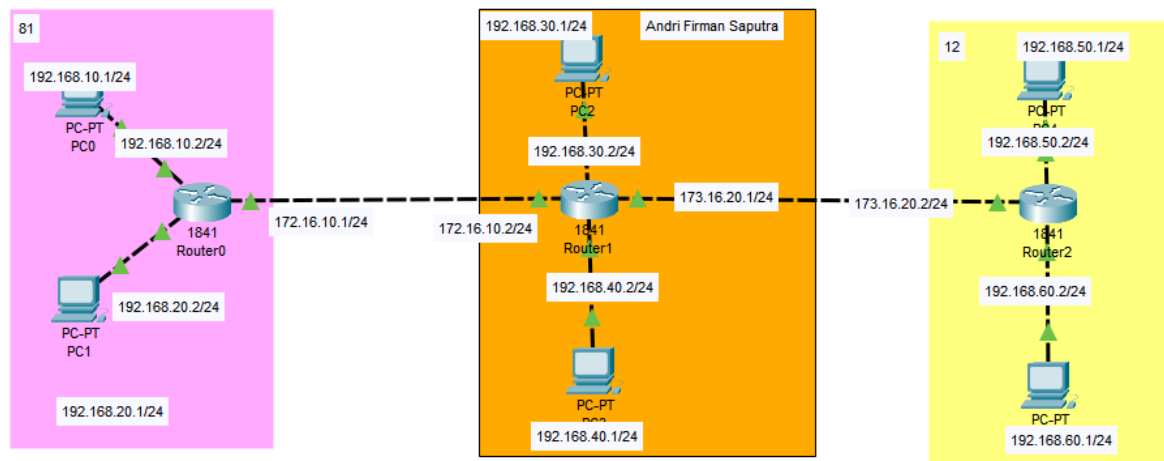 81
192.168.10.1/24
PC-PT
PC0
192.168.10.2/24
1841
Router0
172.16.10.1/24
PC-PT
PC1
192.168.20.2/24
192.168.20.1/24
192.168.30.1/24
Andri Firman Saputra
PC-PT
PC2
192.168.30.2/24
172.16.10.2/24
1841
Router1
173.16.20.1/24
192.168.40.2/24
PC-PT
192.168.40.1/24
12
192.168.50.1/24
PC-PT
192.168.50.2/24
173.16.20.2/24
1841
Router2
192.168.60.2/24
PC-PT
192.168.60.1/24